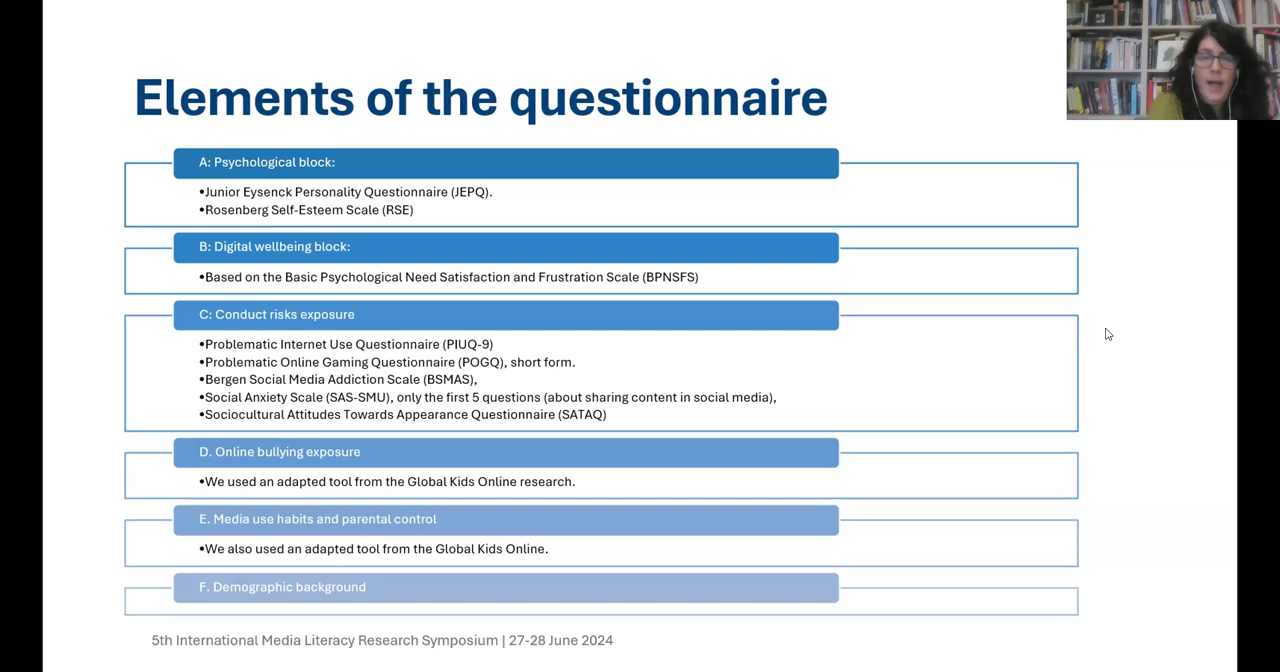 Elements of the questionnaire
A: Psychological block:
•Junior Eysenck Personality Questionnaire (JEPQ).
•Rosenberg Self-Esteem Scale (RSE)
B: Digital wellbeing block:
•Based on the Basic Psychological Need Satisfaction and Frustration Scale (BPNSFS)
C: Conduct risks exposure
•Problematic Internet Use Questionnaire (PIUQ-9)
•Problematic Online Gaming Questionnaire (POGQ), short form.
•Bergen Social Media Addiction Scale (BSMAS),
•Social Anxiety Scale (SAS-SMU), only the first 5 questions (about sharing content in social media),
•Sociocultural Attitudes Towards Appearance Questionnaire (SATAQ)
D. Online bullying exposure
•We used an adapted tool from the Global Kids Online research.
E. Media use habits and parental control
•We also used an adapted tool from the Global Kids Online.
F. Demographic background
5th International Media Literacy Research Symposium | 27-28 June 2024